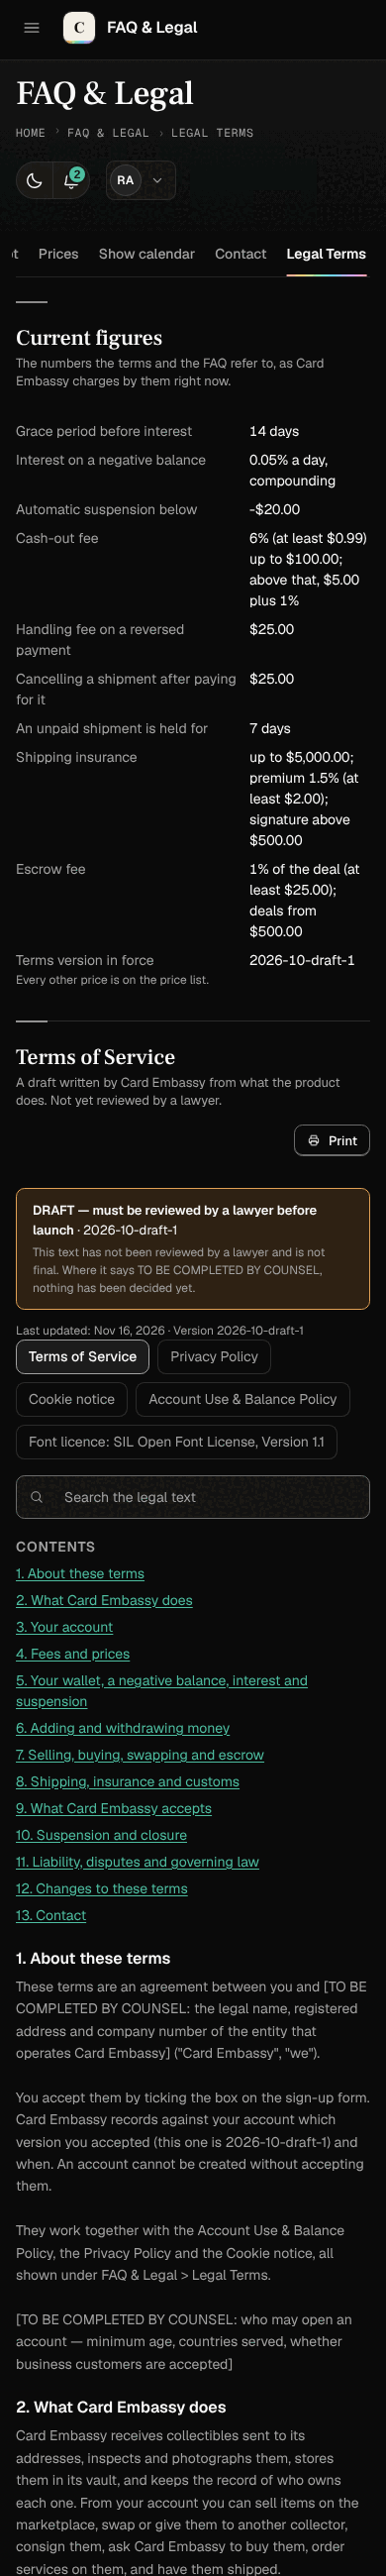 C FAQ & Legal
FAQ & Legal
HOME > FAQ & LEGAL > LEGAL TERMS
2
RA
Prices Show calendar Contact Legal Terms
Current figures
The numbers the terms and the FAQ refer to, as Card
Embassy charges by them right now.
Grace period before interest 14 days
Interest on a negative balance 0.05% a day,
compounding
Automatic suspension below -$20.00
Cash-out fee 6% (at least $0.99)
up to $100.00;
above that, $5.00
plus 1%
Handling fee on a reversed $25.00
payment
Cancelling a shipment after paying $25.00
for it
An unpaid shipment is held for 7 days
Shipping insurance up to $5,000.00;
premium 1.5% (at
least $2.00);
signature above
$500.00
Escrow fee 1% of the deal (at
least $25.00);
deals from
$500.00
Terms version in force 2026-10-draft-1
Every other price is on the price list.
Terms of Service
A draft written by Card Embassy from what the product
does. Not yet reviewed by a lawyer.
Print
DRAFT — must be reviewed by a lawyer before
launch · 2026-10-draft-1
This text has not been reviewed by a lawyer and is not
final. Where it says TO BE COMPLETED BY COUNSEL,
nothing has been decided yet.
Last updated: Nov 16, 2026 · Version 2026-10-draft-1
Terms of Service Privacy Policy
Cookie notice Account Use & Balance Policy
Font licence: SIL Open Font License, Version 1.1
Search the legal text
CONTENTS
1. About these terms
2. What Card Embassy does
3. Your account
4. Fees and prices
5. Your wallet, a negative balance, interest and
suspension
6. Adding and withdrawing money
7. Selling, buying, swapping and escrow
8. Shipping, insurance and customs
9. What Card Embassy accepts
10. Suspension and closure
11. Liability, disputes and governing law
12. Changes to these terms
13. Contact
1. About these terms
These terms are an agreement between you and [TO BE
COMPLETED BY COUNSEL: the legal name, registered
address and company number of the entity that
operates Card Embassy] ("Card Embassy", "we").
You accept them by ticking the box on the sign-up form.
Card Embassy records against your account which
version you accepted (this one is 2026-10-draft-1) and
when. An account cannot be created without accepting
them.
They work together with the Account Use & Balance
Policy, the Privacy Policy and the Cookie notice, all
shown under FAQ & Legal > Legal Terms.
[TO BE COMPLETED BY COUNSEL: who may open an
account — minimum age, countries served, whether
business customers are accepted]
2. What Card Embassy does
Card Embassy receives collectibles sent to its
addresses, inspects and photographs them, stores
them in its vault, and keeps the record of who owns
each one. From your account you can sell items on the
marketplace, swap or give them to another collector,
consign them, ask Card Embassy to buy them, order
services on them, and have them shipped.